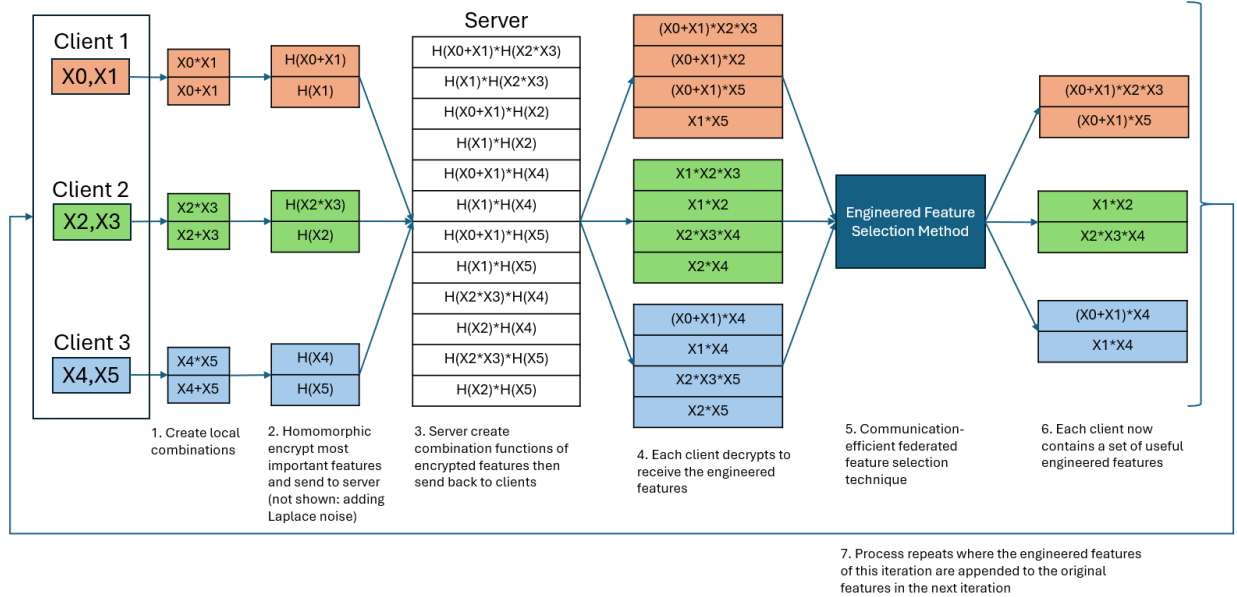 Client 1
X0,X1
Client 2
X2,X3
Client 3
X4,X5
X0*X1
X0+X1
X2*X3
X2+X3
X4*X5
X4+X5
1. Create local
combinations
H(X0+X1)
H(X1)
H(X2*X3)
H(X2)
H(X4)
H(X5)
2. Homomorphic
encrypt most
important features
and send to server
(not shown: adding
Laplace noise)
Server
H(X0+X1)*H(X2*X3)
H(X1)*H(X2*X3)
H(X0+X1)*H(X2)
H(X1)*H(X2)
H(X0+X1)*H(X4)
H(X1)*H(X4)
H(X0+X1)*H(X5)
H(X1)*H(X5)
H(X2*X3)*H(X4)
H(X2)*H(X4)
H(X2*X3)*H(X5)
H(X2)*H(X5)
3. Server create
combination functions of
encrypted features then
send back to clients
(X0+X1)*X2*X3
(X0+X1)*X2
(X0+X1)*X5
X1*X5
X1*X2*X3
X1*X2
X2*X3*X4
X2*X4
(X0+X1)*X4
X1*X4
X2*X3*X5
X2*X5
4. Each client decrypts to
receive the engineered
features
Engineered Feature
Selection Method
5. Communication-
efficient federated
feature selection
technique
(X0+X1)*X2*X3
(X0+X1)*X5
X1*X2
X2*X3*X4
(X0+X1)*X4
X1*X4
6. Each client now
contains a set of useful
engineered features
7. Process repeats where the engineered features
of this iteration are appended to the original
features in the next iteration